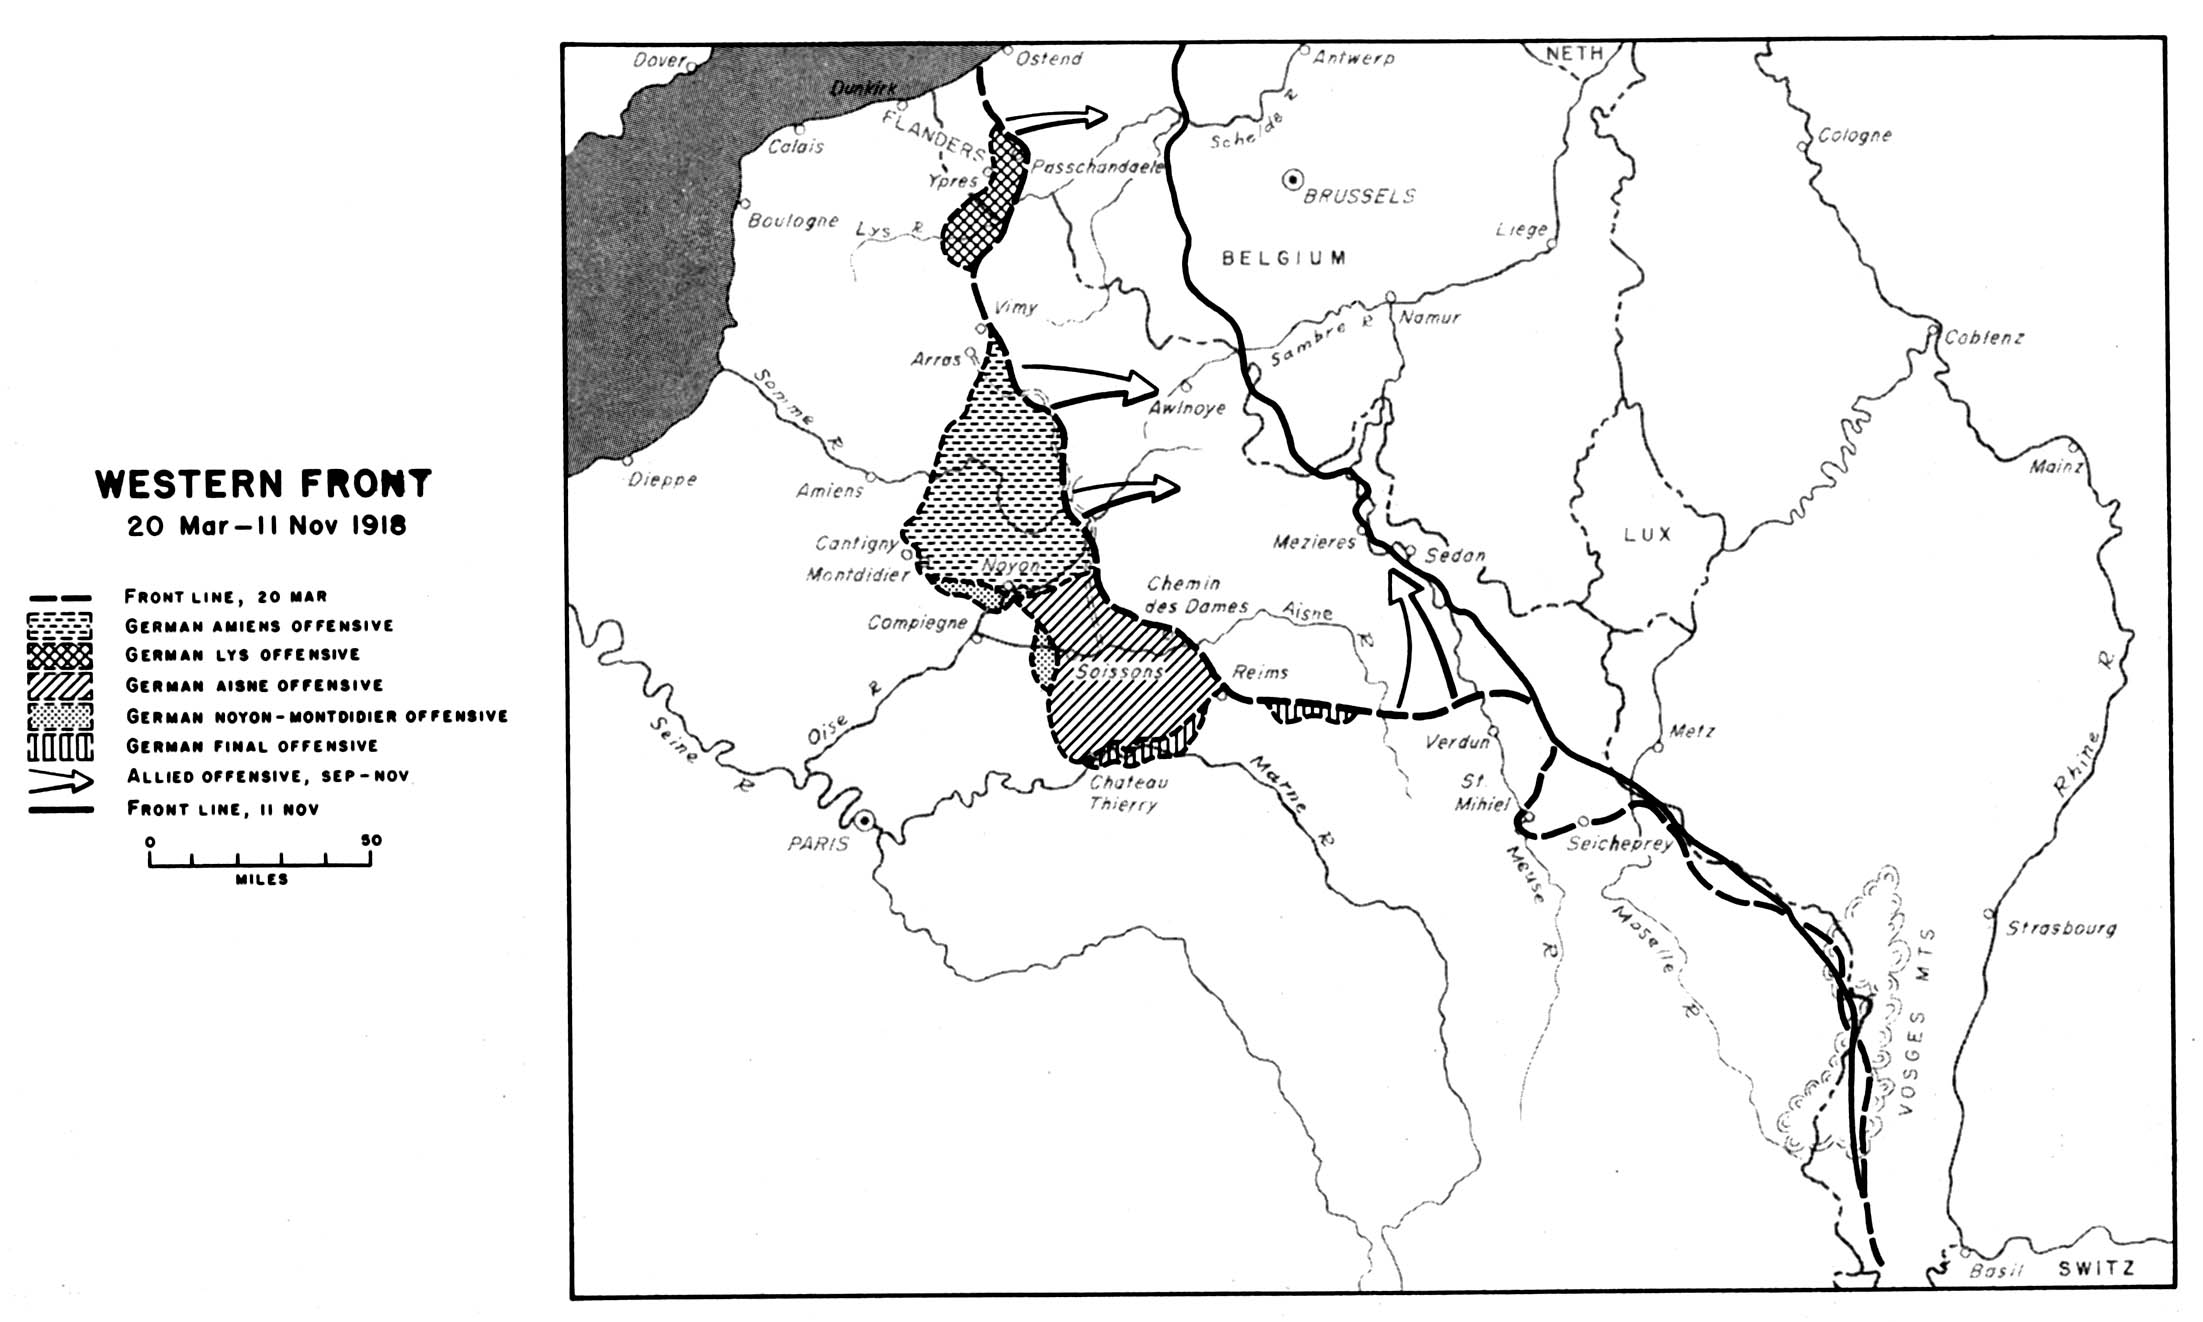 WESTERN FRONT
20 Mar–11 Nov 1918
FRONT LINE, 20 MAR
GERMAN AMIENS OFFENSIVE
GERMAN LYS OFFENSIVE
GERMAN AISNE OFFENSIVE
GERMAN NOYON–MONTDIDIER OFFENSIVE
GERMAN FINAL OFFENSIVE
ALLIED OFFENSIVE, SEP–NOV
FRONT LINE, 11 NOV
0 50
MILES
Dover
Ostend
Antwerp
NETH
Dunkirk
FLANDERS
Calais
Schelde R
Cologne
Passchandaele
Ypres
BRUSSELS
Boulogne
Lys R
Liege
BELGIUM
Vimy
Namur
Sambre R
Coblenz
Arras
Somme R
Awlnoye
Mainz
Dieppe
Amiens
Cantigny
Mezieres
Sedan
LUX
Montdidier
Noyon
Chemin
des Dames
Aisne R
Compiegne
Soissons
Reims
Oise R
Seine R
Verdun
Metz
Rhine R
Chateau
Thierry
Marne R
St.
Mihiel
PARIS
Seicheprey
Meuse R
Moselle R
Strasbourg
VOSGES MTS
Basil
SWITZ